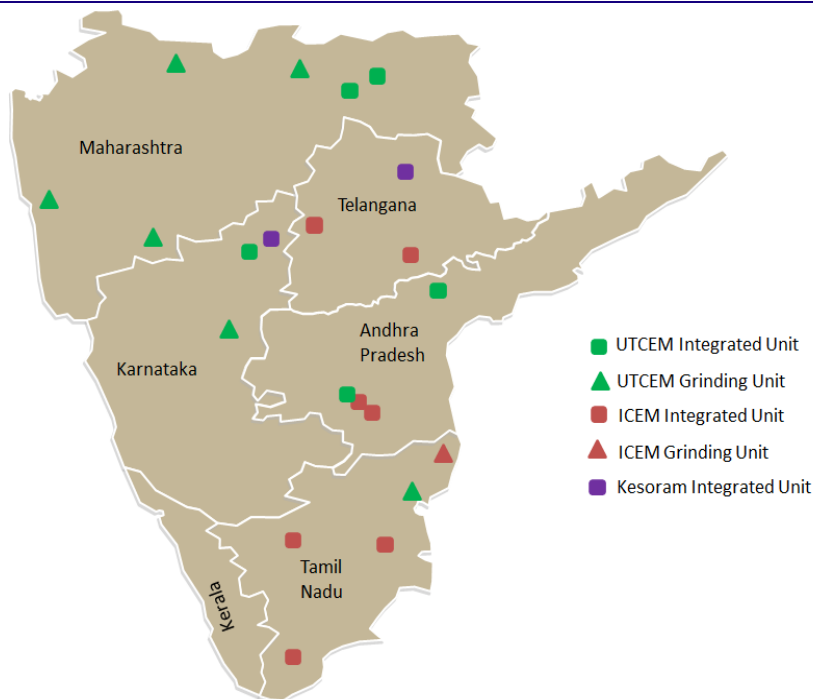 Maharashtra
Telangana
Andhra
Pradesh
Karnataka
Tamil
Nadu
Kerala
UTCEM Integrated Unit
UTCEM Grinding Unit
ICEM Integrated Unit
ICEM Grinding Unit
Kesoram Integrated Unit